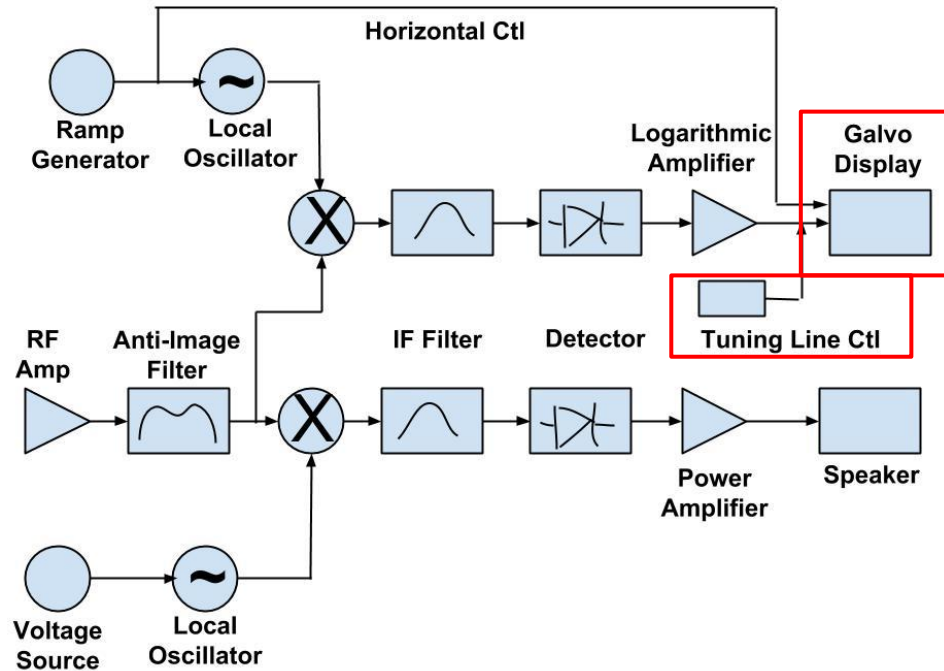 Horizontal Ctl
Ramp
Generator
Local
Oscillator
Logarithmic
Amplifier
Galvo
Display
~
X
RF
Amp
Anti-Image
Filter
IF Filter
Detector
Tuning Line Ctl
X
Power
Amplifier
Speaker
~
Voltage
Source
Local
Oscillator